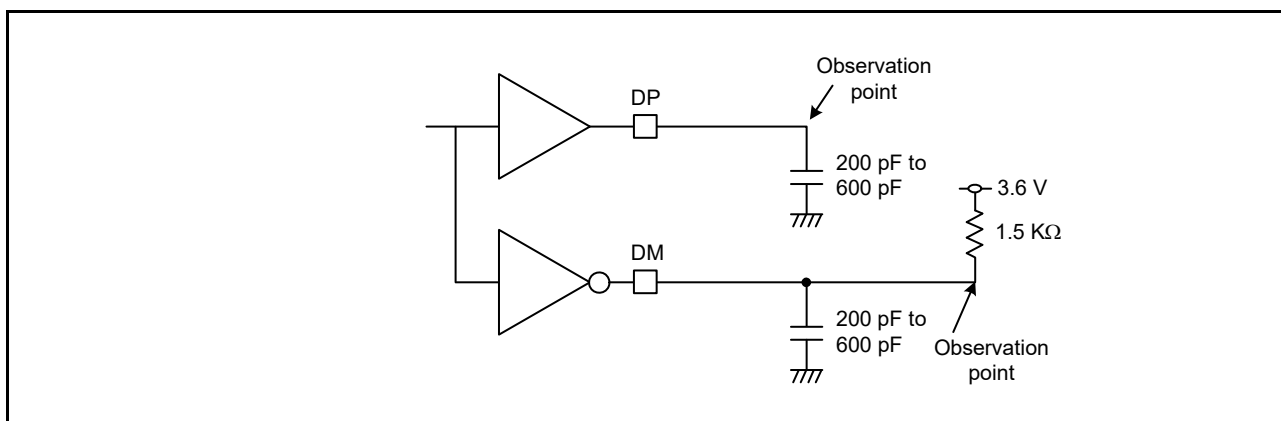 Observation
point
DP
200 pF to
600 pF
3.6 V
1.5 KΩ
DM
200 pF to
600 pF
Observation
point